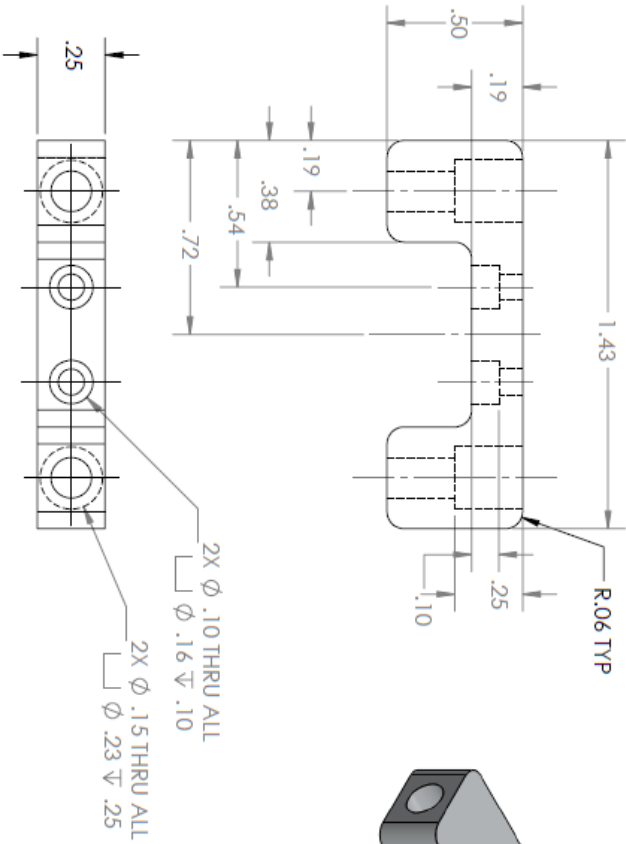 1.43
R.06 TYP
.50
.19
.19
.38
.54
.72
.25
.10
.25
2X Ø .10 THRU ALL
⌴ Ø .16 ↧ .10
2X Ø .15 THRU ALL
⌴ Ø .23 ↧ .25